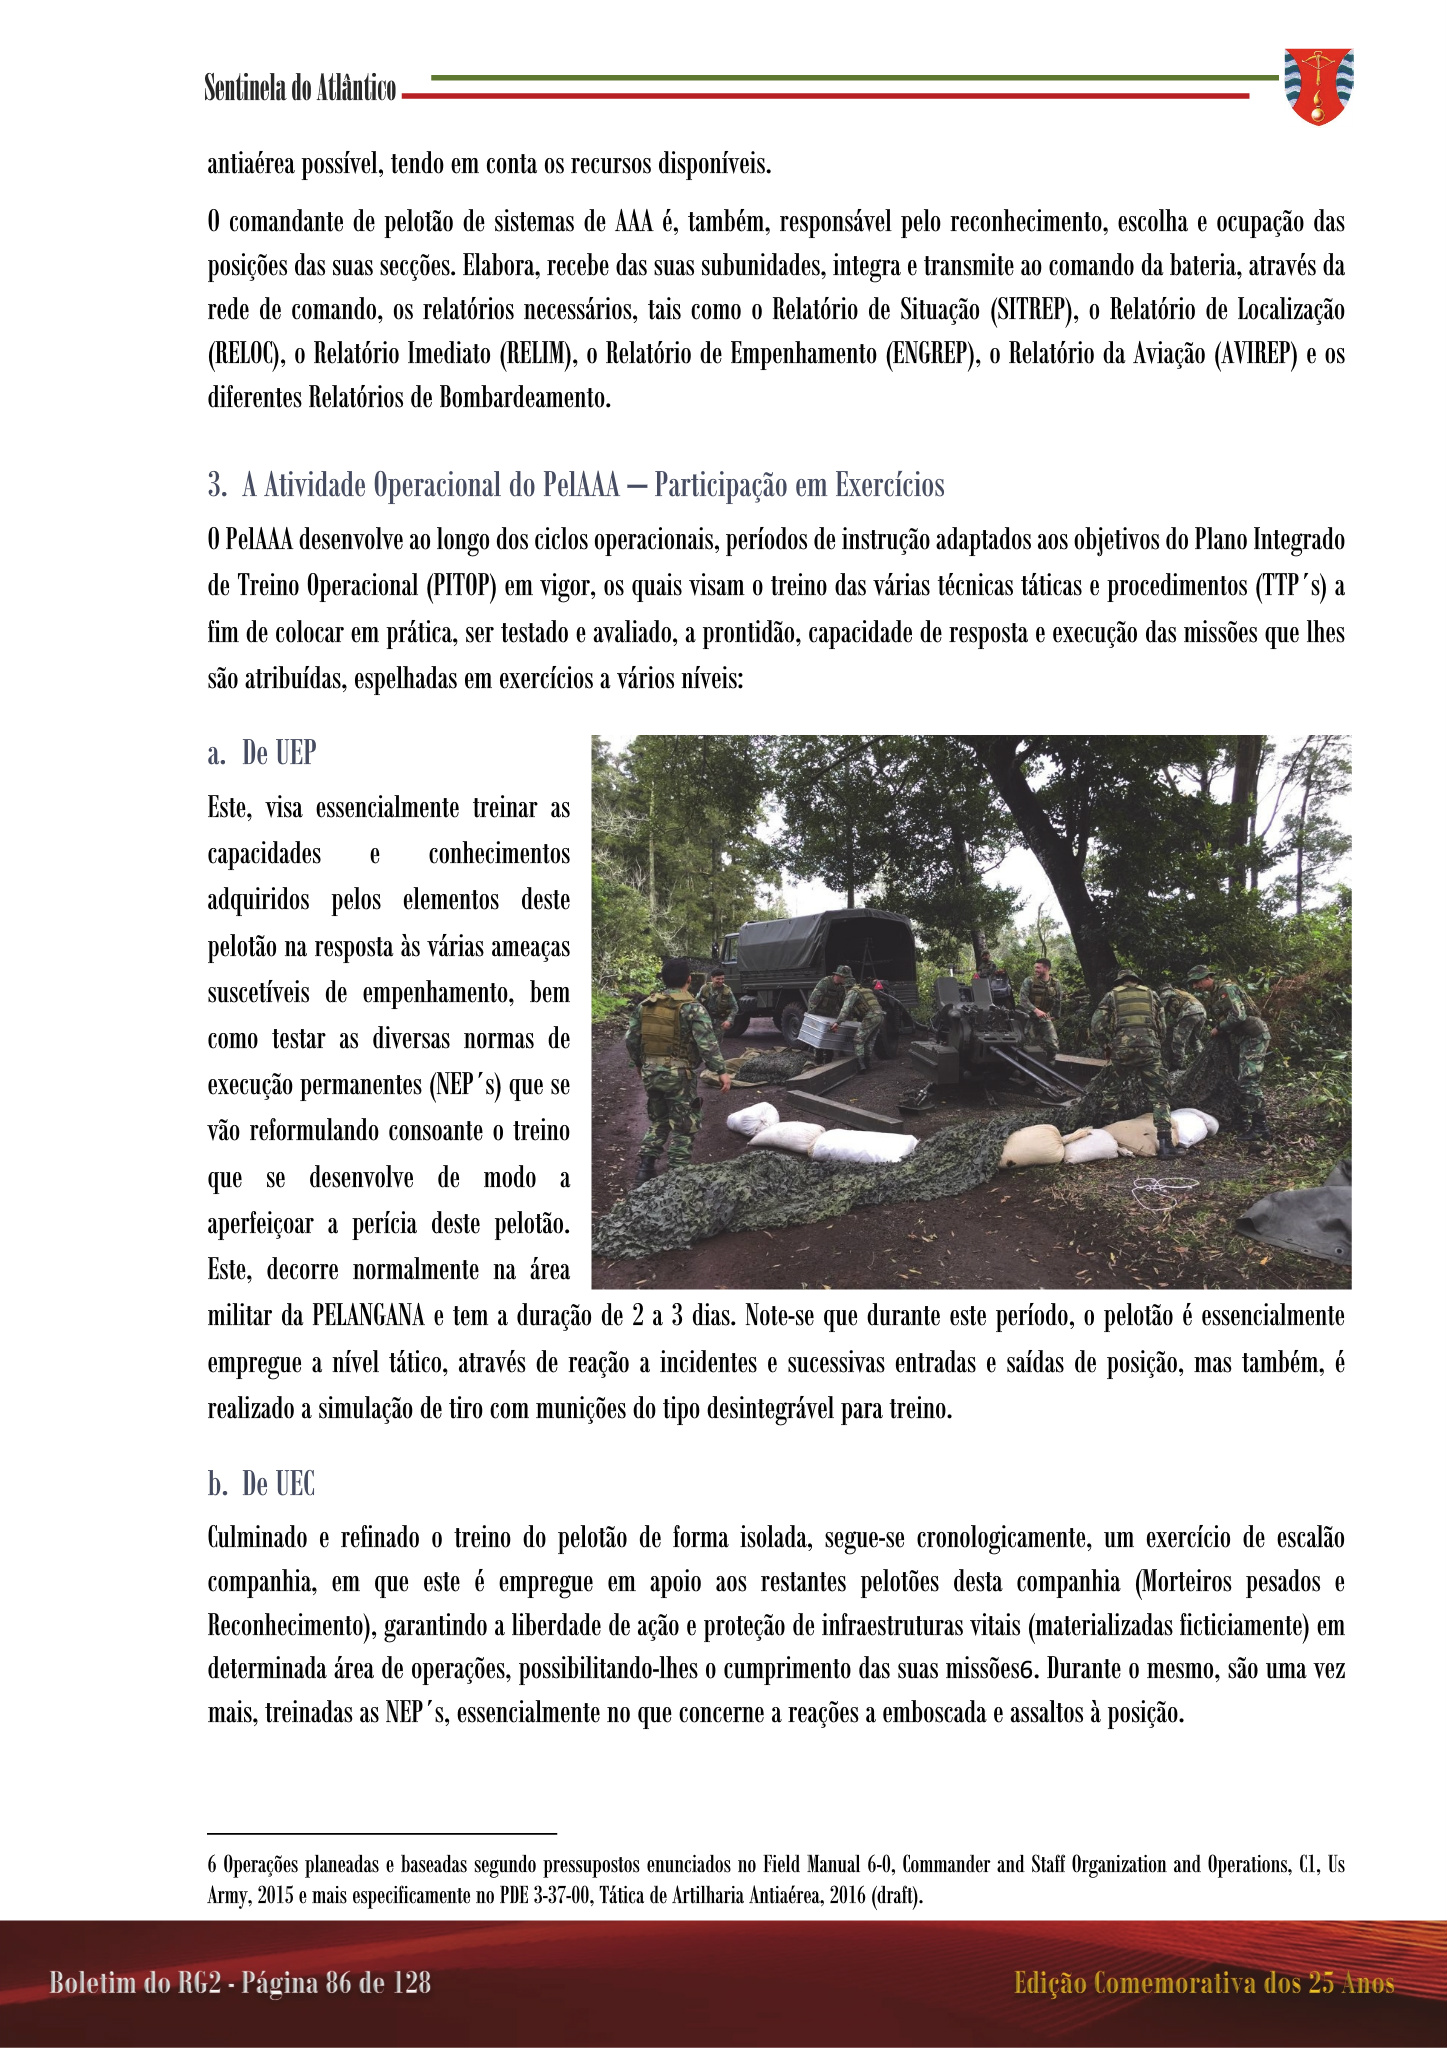 Sentinela do Atlântico
antiaérea possível, tendo em conta os recursos disponíveis.
O comandante de pelotão de sistemas de AAA é, também, responsável pelo reconhecimento, escolha e ocupação das
posições das suas secções. Elabora, recebe das suas subunidades, integra e transmite ao comando da bateria, através da
rede de comando, os relatórios necessários, tais como o Relatório de Situação (SITREP), o Relatório de Localização
(RELOC), o Relatório Imediato (RELIM), o Relatório de Empenhamento (ENGREP), o Relatório da Aviação (AVIREP) e os
diferentes Relatórios de Bombardeamento.
3. A Atividade Operacional do PelAAA – Participação em Exercícios
O PelAAA desenvolve ao longo dos ciclos operacionais, períodos de instrução adaptados aos objetivos do Plano Integrado
de Treino Operacional (PITOP) em vigor, os quais visam o treino das várias técnicas táticas e procedimentos (TTP´s) a
fim de colocar em prática, ser testado e avaliado, a prontidão, capacidade de resposta e execução das missões que lhes
são atribuídas, espelhadas em exercícios a vários níveis:
a. De UEP
Este, visa essencialmente treinar as
capacidades e conhecimentos
adquiridos pelos elementos deste
pelotão na resposta às várias ameaças
suscetíveis de empenhamento, bem
como testar as diversas normas de
execução permanentes (NEP´s) que se
vão reformulando consoante o treino
que se desenvolve de modo a
aperfeiçoar a perícia deste pelotão.
Este, decorre normalmente na área
militar da PELANGANA e tem a duração de 2 a 3 dias. Note-se que durante este período, o pelotão é essencialmente
empregue a nível tático, através de reação a incidentes e sucessivas entradas e saídas de posição, mas também, é
realizado a simulação de tiro com munições do tipo desintegrável para treino.
b. De UEC
Culminado e refinado o treino do pelotão de forma isolada, segue-se cronologicamente, um exercício de escalão
companhia, em que este é empregue em apoio aos restantes pelotões desta companhia (Morteiros pesados e
Reconhecimento), garantindo a liberdade de ação e proteção de infraestruturas vitais (materializadas ficticiamente) em
determinada área de operações, possibilitando-lhes o cumprimento das suas missões6. Durante o mesmo, são uma vez
mais, treinadas as NEP´s, essencialmente no que concerne a reações a emboscada e assaltos à posição.
6 Operações planeadas e baseadas segundo pressupostos enunciados no Field Manual 6-0, Commander and Staff Organization and Operations, C1, Us
Army, 2015 e mais especificamente no PDE 3-37-00, Tática de Artilharia Antiaérea, 2016 (draft).
Boletim do RG2 - Página 86 de 128
Edição Comemorativa dos 25 Anos